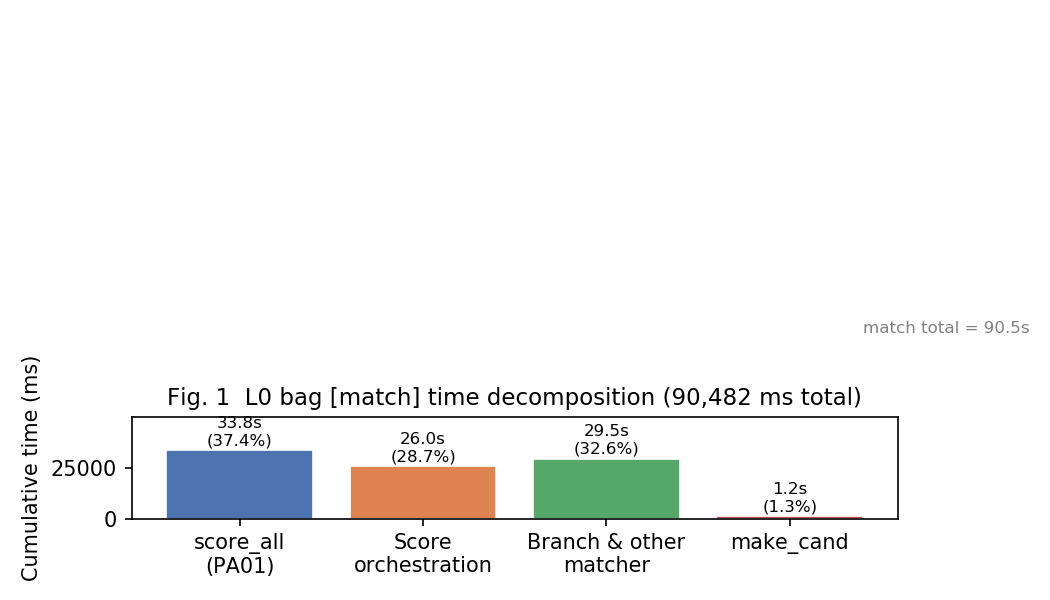 match total = 90.5s
Fig. 1  L0 bag [match] time decomposition (90,482 ms total)
Cumulative time (ms)
25000
0
33.8s
(37.4%)
26.0s
(28.7%)
29.5s
(32.6%)
1.2s
(1.3%)
score_all
(PA01)
Score
orchestration
Branch & other
matcher
make_cand